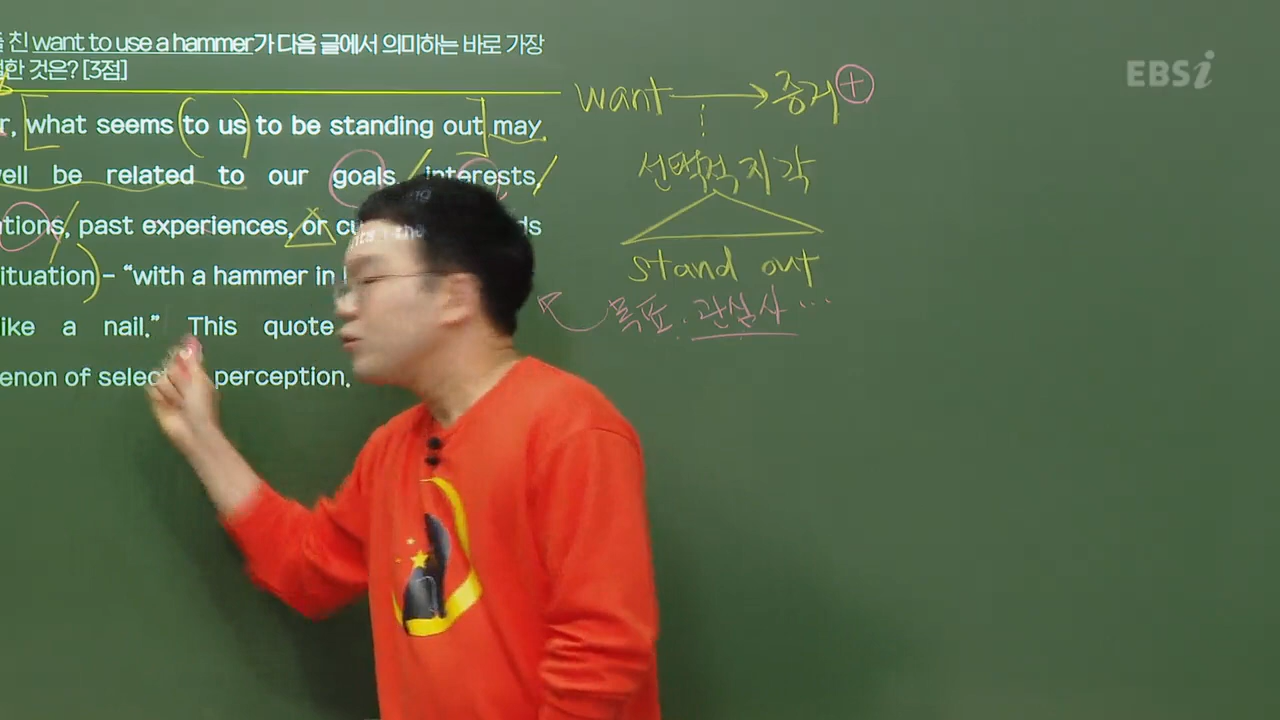 친 want to use a hammer가 다음 글에서 의미하는 바로 가장
한 것은? [3점]
r, what seems to us to be standing out may
ell be related to our goals, interests,
tions, past experiences, or cu ds
ituation – "with a hammer in
ike a nail." This quote
enon of selec perception.
want → 증거 +
선택적 지각
stand out
목표, 관심사 ...
EBSi